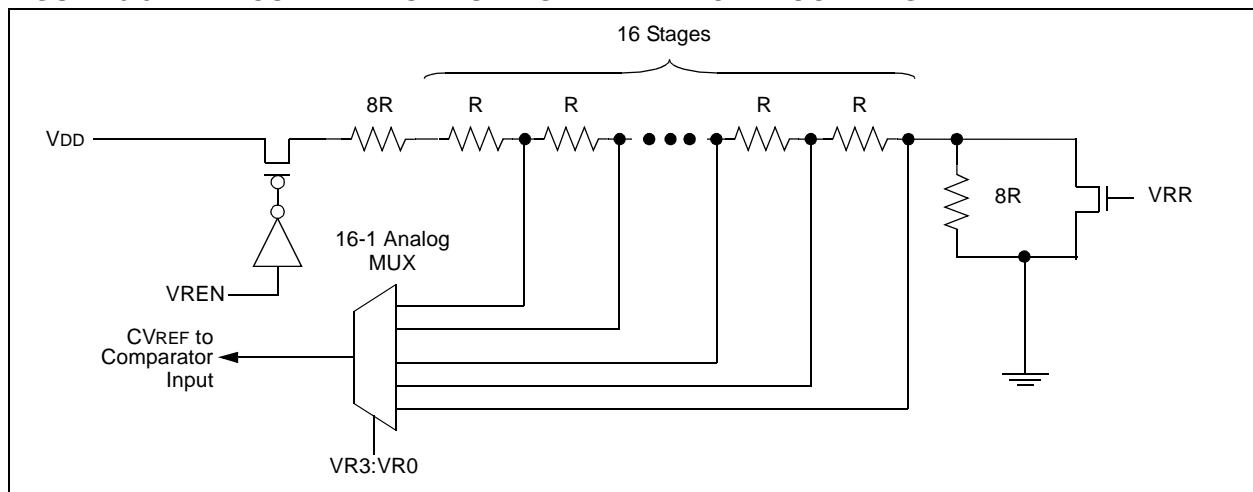 16 Stages
8R
R
R
R
R
VDD
8R
VRR
16-1 Analog
MUX
VREN
CVREF to
Comparator
Input
VR3:VR0